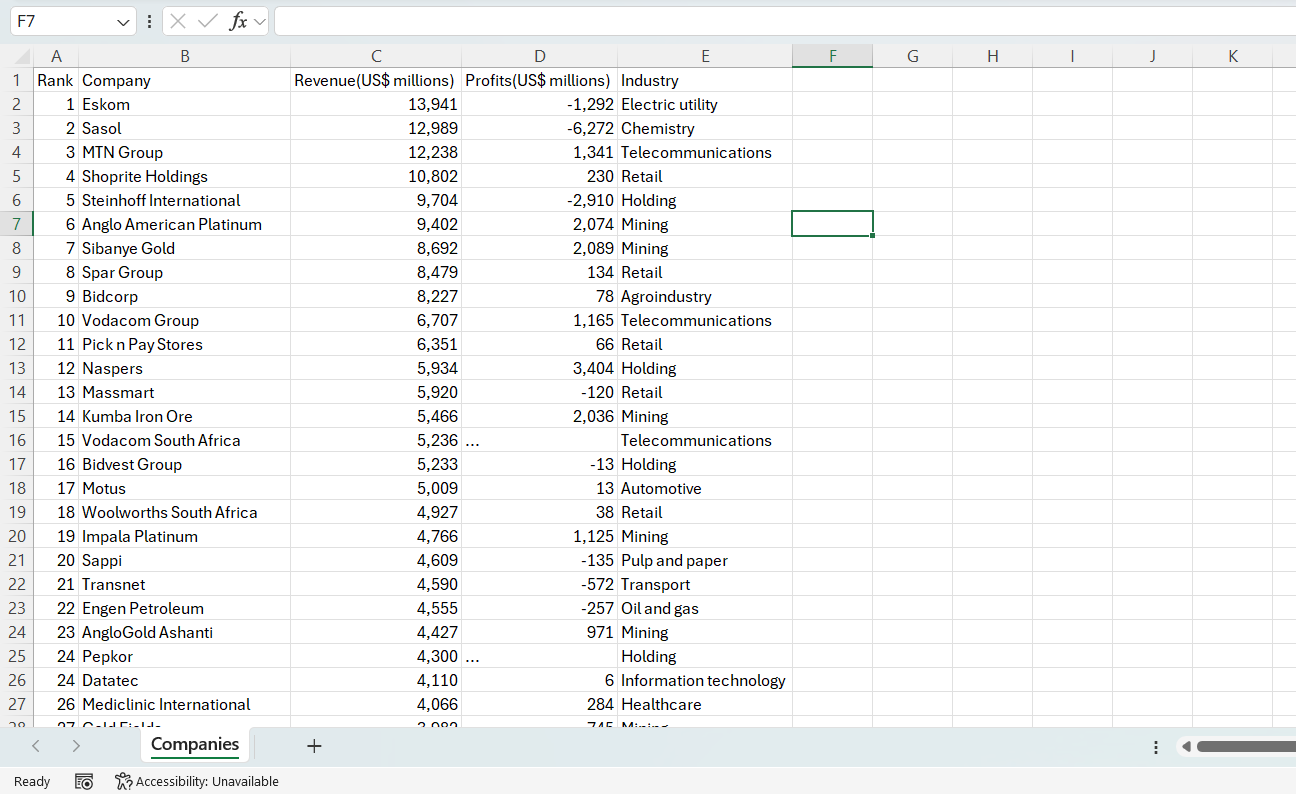 F7 fx
A B C D E F G H I J K
1 Rank Company Revenue(US$ millions) Profits(US$ millions) Industry
2 1 Eskom 13,941 -1,292 Electric utility
3 2 Sasol 12,989 -6,272 Chemistry
4 3 MTN Group 12,238 1,341 Telecommunications
5 4 Shoprite Holdings 10,802 230 Retail
6 5 Steinhoff International 9,704 -2,910 Holding
7 6 Anglo American Platinum 9,402 2,074 Mining
8 7 Sibanye Gold 8,692 2,089 Mining
9 8 Spar Group 8,479 134 Retail
10 9 Bidcorp 8,227 78 Agroindustry
11 10 Vodacom Group 6,707 1,165 Telecommunications
12 11 Pick n Pay Stores 6,351 66 Retail
13 12 Naspers 5,934 3,404 Holding
14 13 Massmart 5,920 -120 Retail
15 14 Kumba Iron Ore 5,466 2,036 Mining
16 15 Vodacom South Africa 5,236 ... Telecommunications
17 16 Bidvest Group 5,233 -13 Holding
18 17 Motus 5,009 13 Automotive
19 18 Woolworths South Africa 4,927 38 Retail
20 19 Impala Platinum 4,766 1,125 Mining
21 20 Sappi 4,609 -135 Pulp and paper
22 21 Transnet 4,590 -572 Transport
23 22 Engen Petroleum 4,555 -257 Oil and gas
24 23 AngloGold Ashanti 4,427 971 Mining
25 24 Pepkor 4,300 ... Holding
26 24 Datatec 4,110 6 Information technology
27 26 Mediclinic International 4,066 284 Healthcare
28 27 Gold Fields 745 Mining
Companies
Ready Accessibility: Unavailable